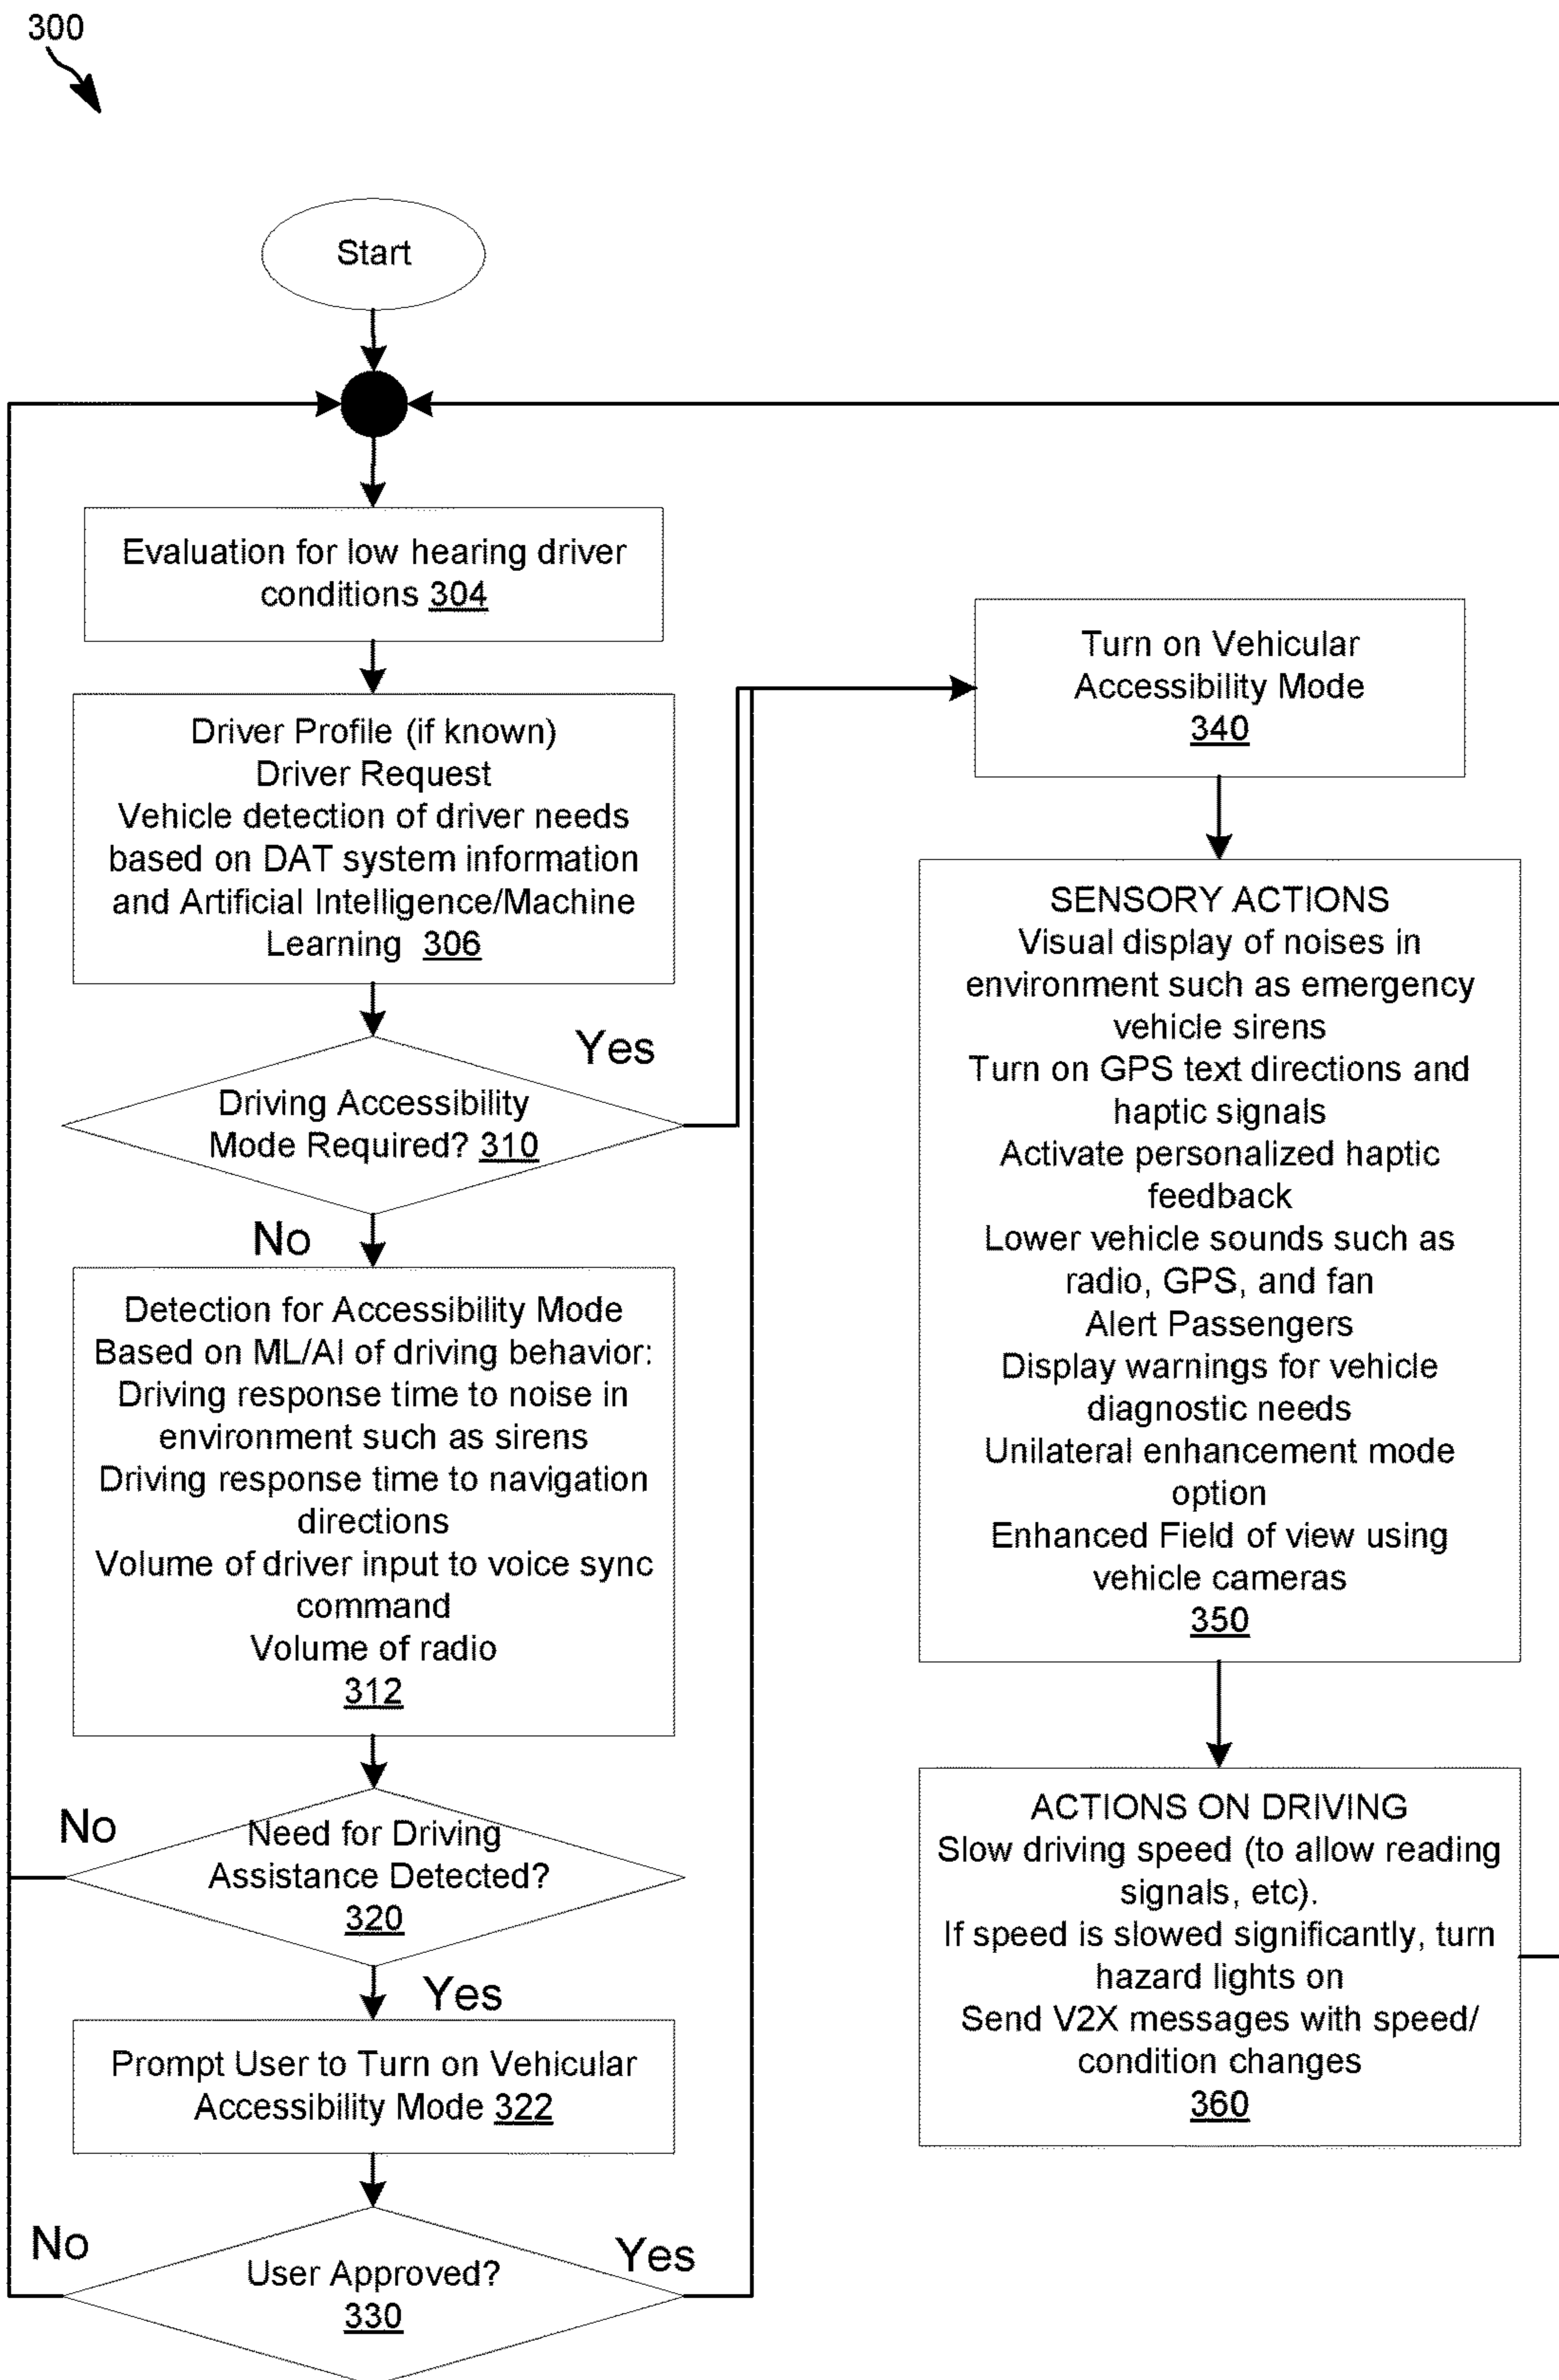 300
Start
Evaluation for low hearing driver
conditions 304
Driver Profile (if known)
Driver Request
Vehicle detection of driver needs
based on DAT system information
and Artificial Intelligence/Machine
Learning 306
Yes
Driving Accessibility
Mode Required? 310
No
Detection for Accessibility Mode
Based on ML/AI of driving behavior:
Driving response time to noise in
environment such as sirens
Driving response time to navigation
directions
Volume of driver input to voice sync
command
Volume of radio
312
No
Need for Driving
Assistance Detected?
320
Yes
Prompt User to Turn on Vehicular
Accessibility Mode 322
No
User Approved?
330
Yes
Turn on Vehicular
Accessibility Mode
340
SENSORY ACTIONS
Visual display of noises in
environment such as emergency
vehicle sirens
Turn on GPS text directions and
haptic signals
Activate personalized haptic
feedback
Lower vehicle sounds such as
radio, GPS, and fan
Alert Passengers
Display warnings for vehicle
diagnostic needs
Unilateral enhancement mode
option
Enhanced Field of view using
vehicle cameras
350
ACTIONS ON DRIVING
Slow driving speed (to allow reading
signals, etc).
If speed is slowed significantly, turn
hazard lights on
Send V2X messages with speed/
condition changes
360